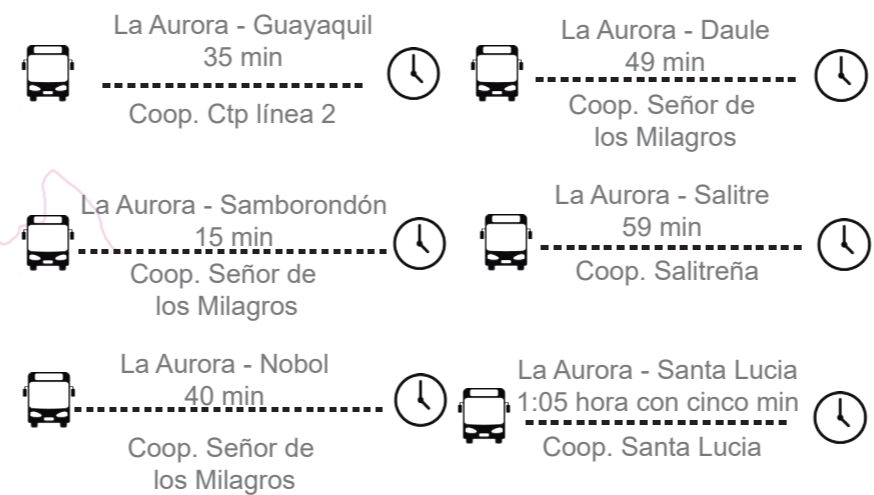 La Aurora - Guayaquil
35 min
Coop. Ctp línea 2
La Aurora - Daule
49 min
Coop. Señor de
los Milagros
La Aurora - Samborondón
15 min
Coop. Señor de
los Milagros
La Aurora - Salitre
59 min
Coop. Salitreña
La Aurora - Nobol
40 min
Coop. Señor de
los Milagros
La Aurora - Santa Lucia
1:05 hora con cinco min
Coop. Santa Lucia